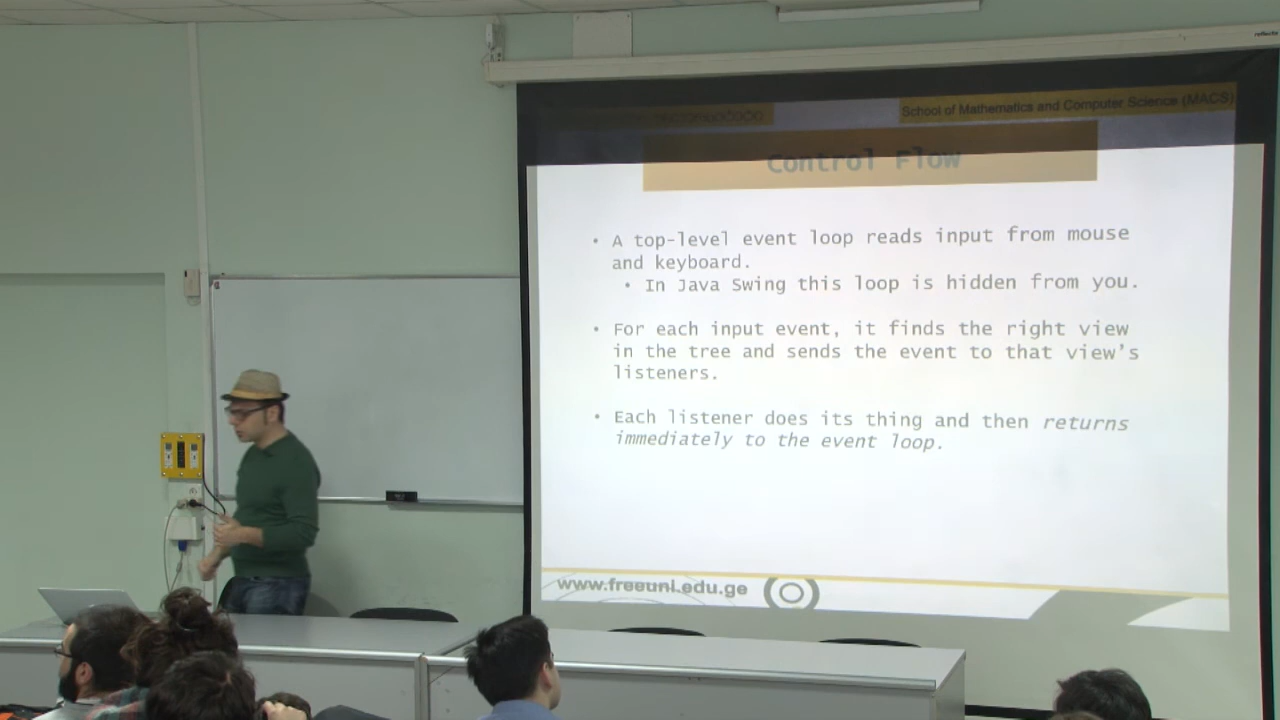 School of Mathematics and Computer Science (MACS)
Control Flow
• A top-level event loop reads input from mouse
and keyboard.
• In Java Swing this loop is hidden from you.
• For each input event, it finds the right view
in the tree and sends the event to that view's
listeners.
• Each listener does its thing and then returns
immediately to the event loop.
www.freeuni.edu.ge